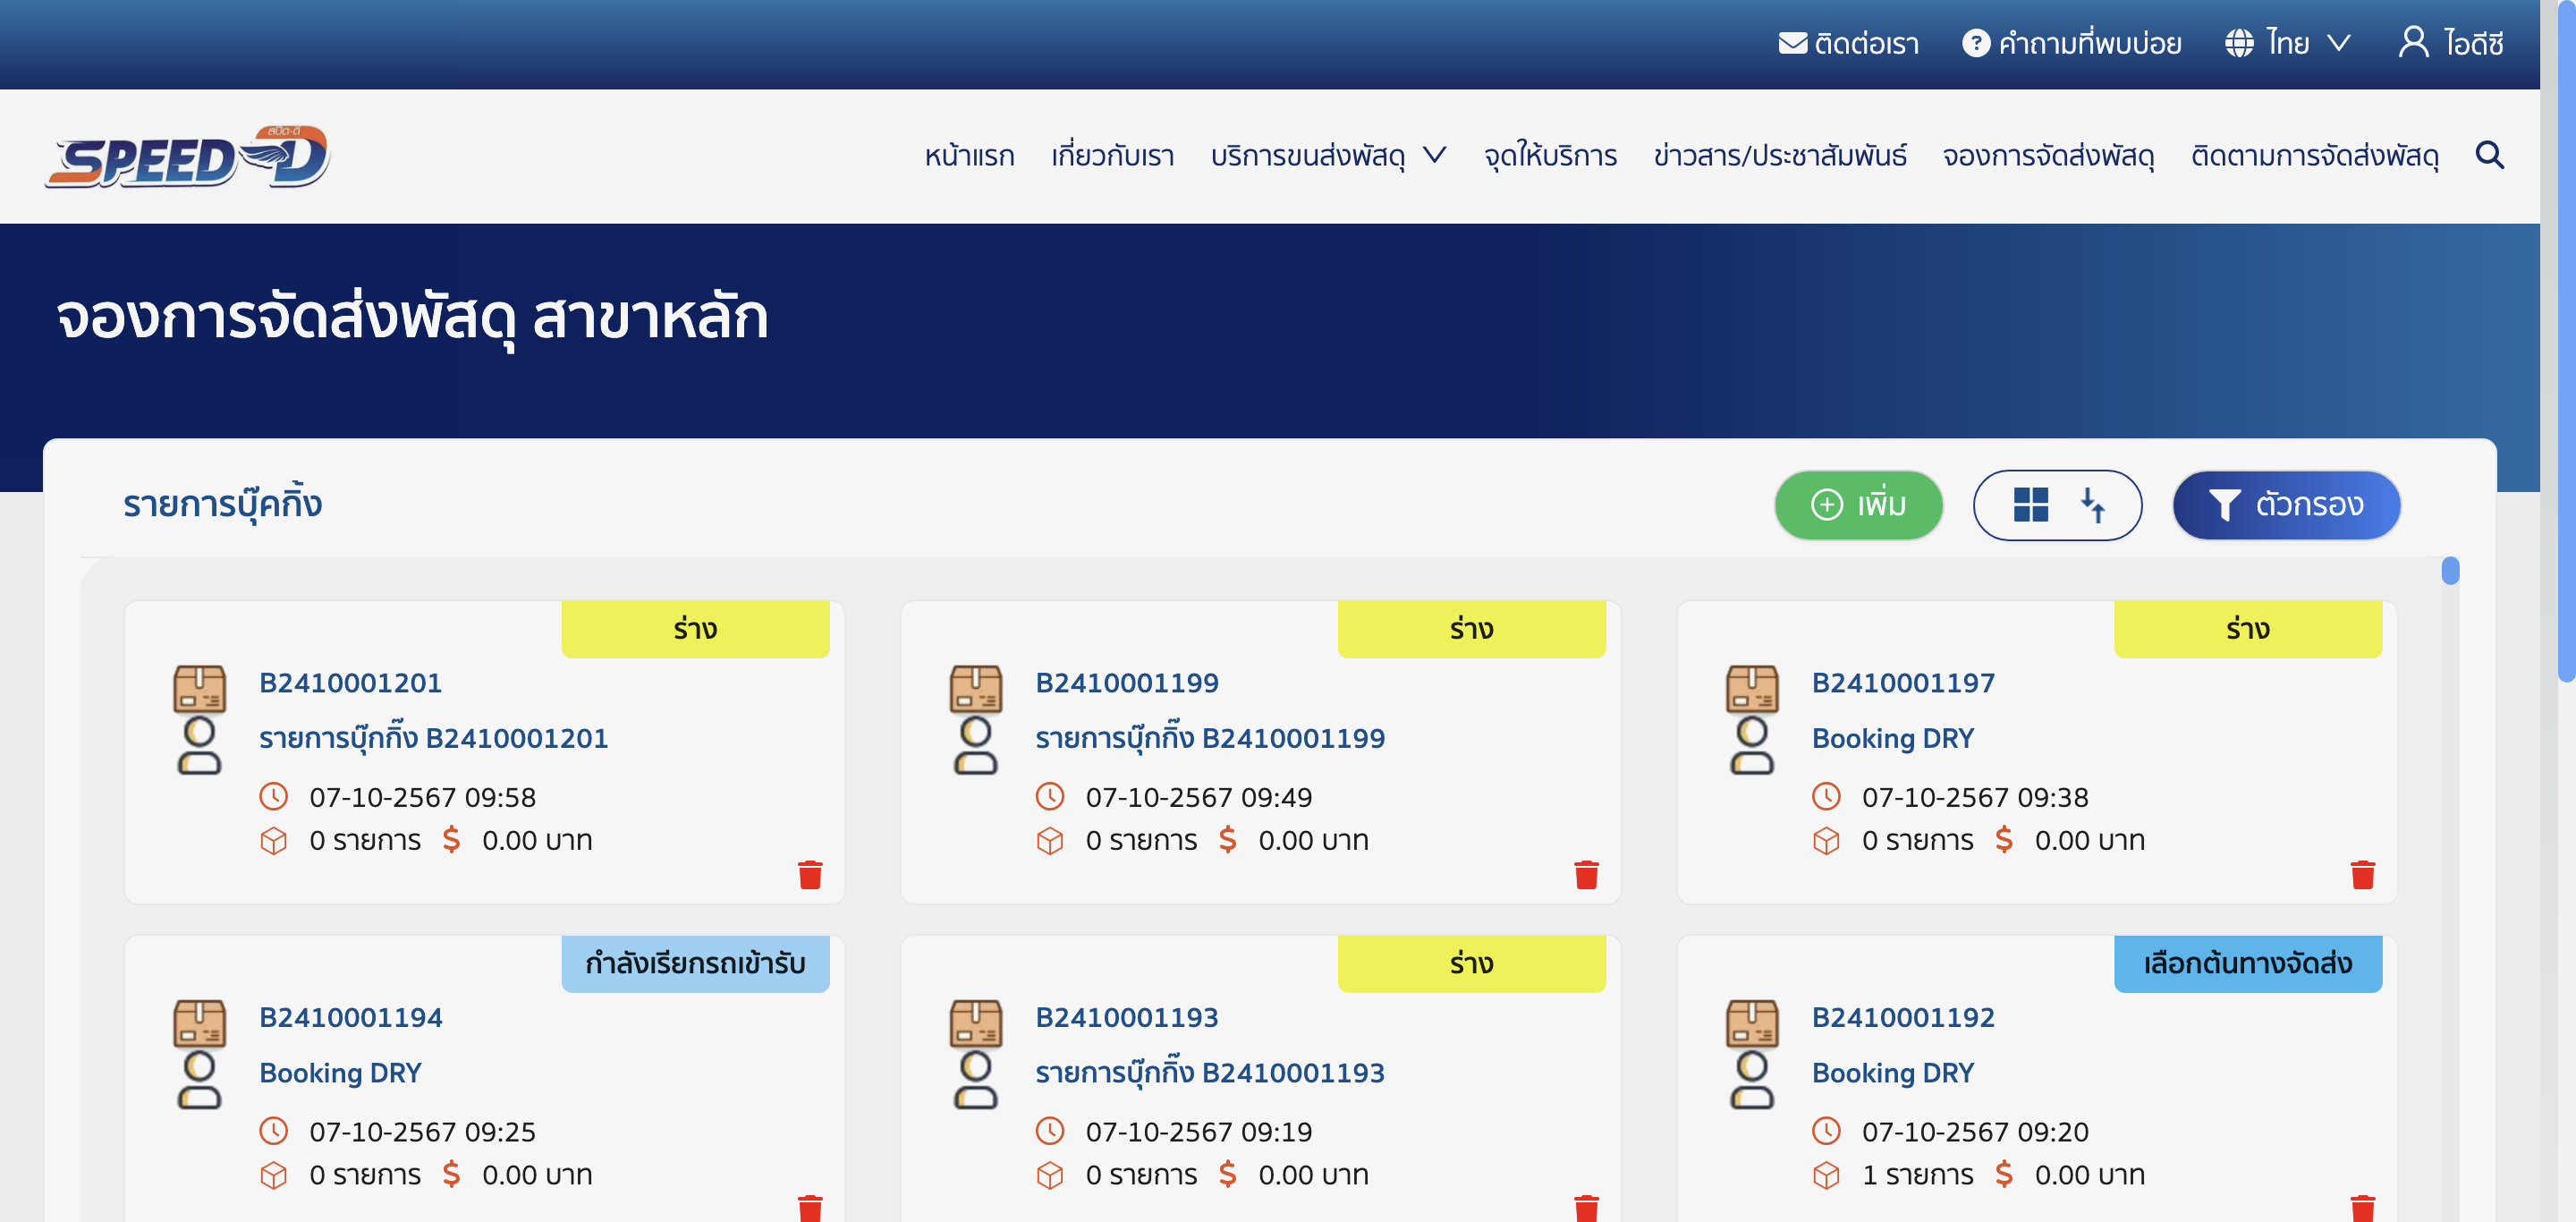 ติดต่อเรา คำถามที่พบบ่อย ไทย ไอดีซี
สปีด-ดี
SPEED-D
หน้าแรก เกี่ยวกับเรา บริการขนส่งพัสดุ จุดให้บริการ ข่าวสาร/ประชาสัมพันธ์ จองการจัดส่งพัสดุ ติดตามการจัดส่งพัสดุ
จองการจัดส่งพัสดุ สาขาหลัก
รายการบุ๊คกิ้ง
เพิ่ม
ตัวกรอง
ร่าง
B2410001201
รายการบุ๊กกิ๊ง B2410001201
07-10-2567 09:58
0 รายการ $ 0.00 บาท
ร่าง
B2410001199
รายการบุ๊กกิ๊ง B2410001199
07-10-2567 09:49
0 รายการ $ 0.00 บาท
ร่าง
B2410001197
Booking DRY
07-10-2567 09:38
0 รายการ $ 0.00 บาท
กำลังเรียกรถเข้ารับ
B2410001194
Booking DRY
07-10-2567 09:25
0 รายการ $ 0.00 บาท
ร่าง
B2410001193
รายการบุ๊กกิ๊ง B2410001193
07-10-2567 09:19
0 รายการ $ 0.00 บาท
เลือกต้นทางจัดส่ง
B2410001192
Booking DRY
07-10-2567 09:20
1 รายการ $ 0.00 บาท